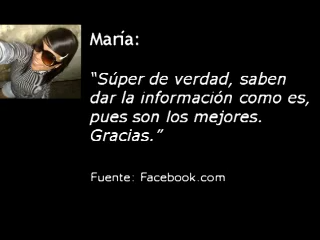 María:
“Súper de verdad, saben
dar la información como es,
pues son los mejores.
Gracias.”
Fuente: Facebook.com